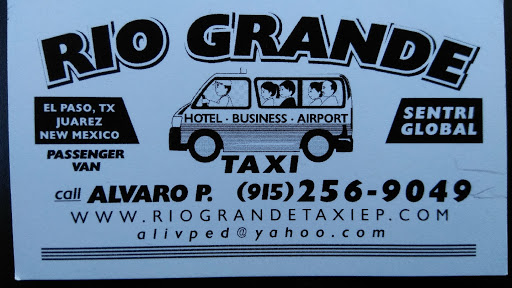 RIO GRANDE
EL PASO, TX
JUAREZ
NEW MEXICO
PASSENGER
VAN
HOTEL · BUSINESS · AIRPORT
SENTRI
GLOBAL
TAXI
call ALVARO P. (915) 256-9049
WWW.RIOGRANDETAXIEP.COM
alivped@yahoo.com